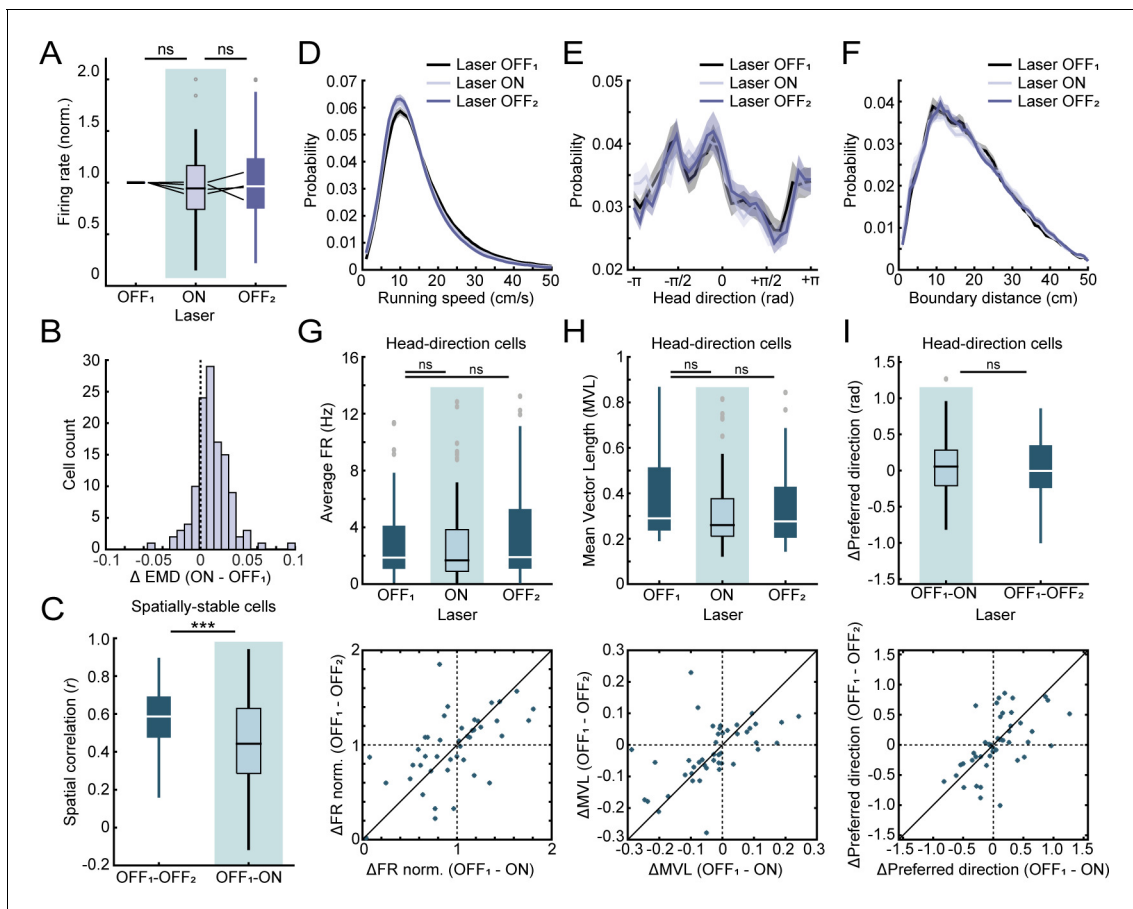 A
ns ns
Firing rate (norm.)
2.0
1.5
1.0
0.5
0
OFF₁ ON OFF₂
Laser
D
Laser OFF₁
Laser ON
Laser OFF₂
Probability
0.07
0.06
0.05
0.04
0.03
0.02
0.01
0
0 10 20 30 40 50
Running speed (cm/s)
E
Laser OFF₁
Laser ON
Laser OFF₂
Probability
0.05
0.04
0.03
0.02
-π -π/2 0 +π/2 +π
Head direction (rad)
F
Laser OFF₁
Laser ON
Laser OFF₂
Probability
0.04
0.03
0.02
0.01
0
0 10 20 30 40 50
Boundary distance (cm)
B
Cell count
30
25
20
15
10
5
0
-0.1 -0.05 0 0.05 0.1
Δ EMD (ON - OFF₁)
C
Spatially-stable cells
***
Spatial correlation (r)
1.0
0.8
0.6
0.4
0.2
0
-0.2
OFF₁-OFF₂ OFF₁-ON
G
Head-direction cells
ns
ns
Average FR (Hz)
16
12
8
4
0
OFF₁ ON OFF₂
Laser
ΔFR norm. (OFF₁ - OFF₂)
2
1
0
0 1 2
ΔFR norm. (OFF₁ - ON)
H
Head-direction cells
ns
ns
Mean Vector Length (MVL)
1
0.8
0.6
0.4
0.2
0
OFF₁ ON OFF₂
Laser
ΔMVL (OFF₁ - OFF₂)
0.3
0.2
0.1
0
-0.1
-0.2
-0.3
-0.3 -0.2 -0.1 0 0.1 0.2 0.3
ΔMVL (OFF₁ - ON)
I
Head-direction cells
ns
ΔPreferred direction (rad)
1.5
1.0
0.5
0
-0.5
-1.0
-1.5
OFF₁-ON OFF₁-OFF₂
ΔPreferred direction (OFF₁ - OFF₂)
1.5
1.0
0.5
0
-0.5
-1.0
-1.5
-1.5 -1.0 -0.5 0 0.5 1.0 1.5
ΔPreferred direction (OFF₁ - ON)